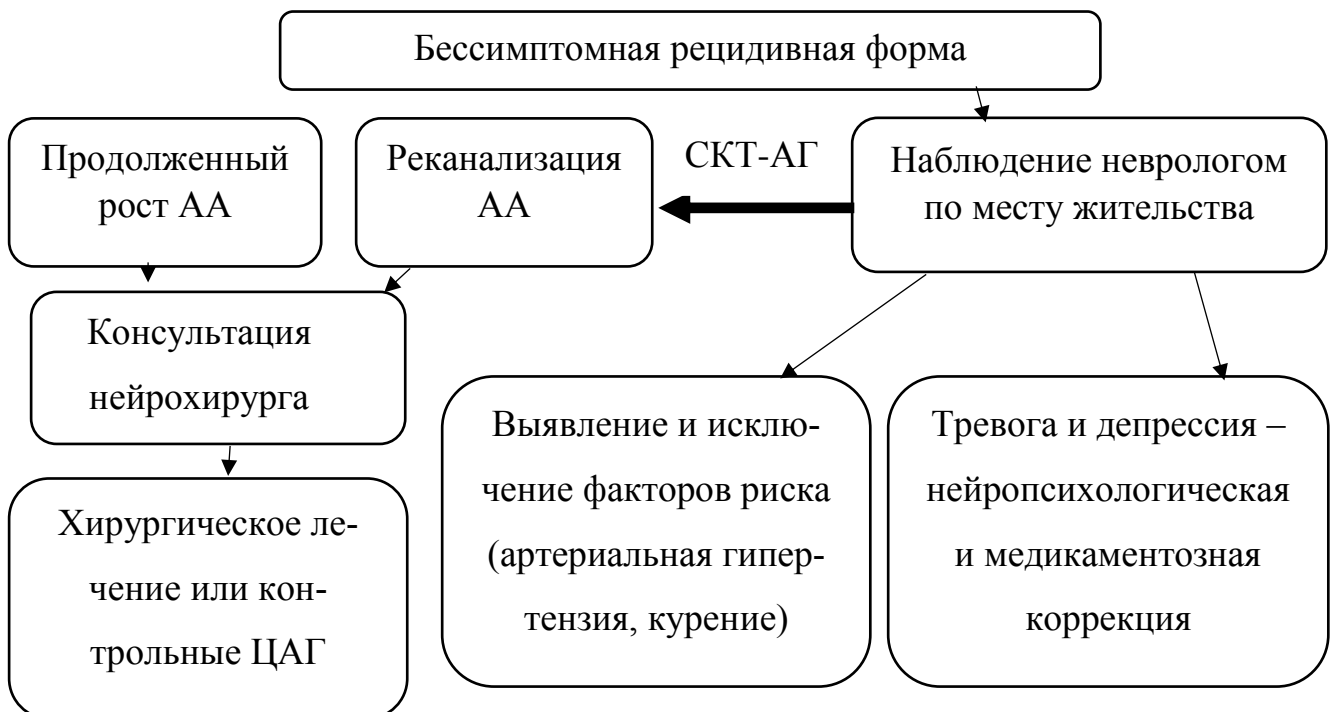 Бессимптомная рецидивная форма
Продолженный
рост АА
Реканализация
АА
СКТ-АГ
Наблюдение неврологом
по месту жительства
Консультация
нейрохирурга
Выявление и исклю-
чение факторов риска
(артериальная гипер-
тензия, курение)
Тревога и депрессия –
нейропсихологическая
и медикаментозная
коррекция
Хирургическое ле-
чение или кон-
трольные ЦАГ